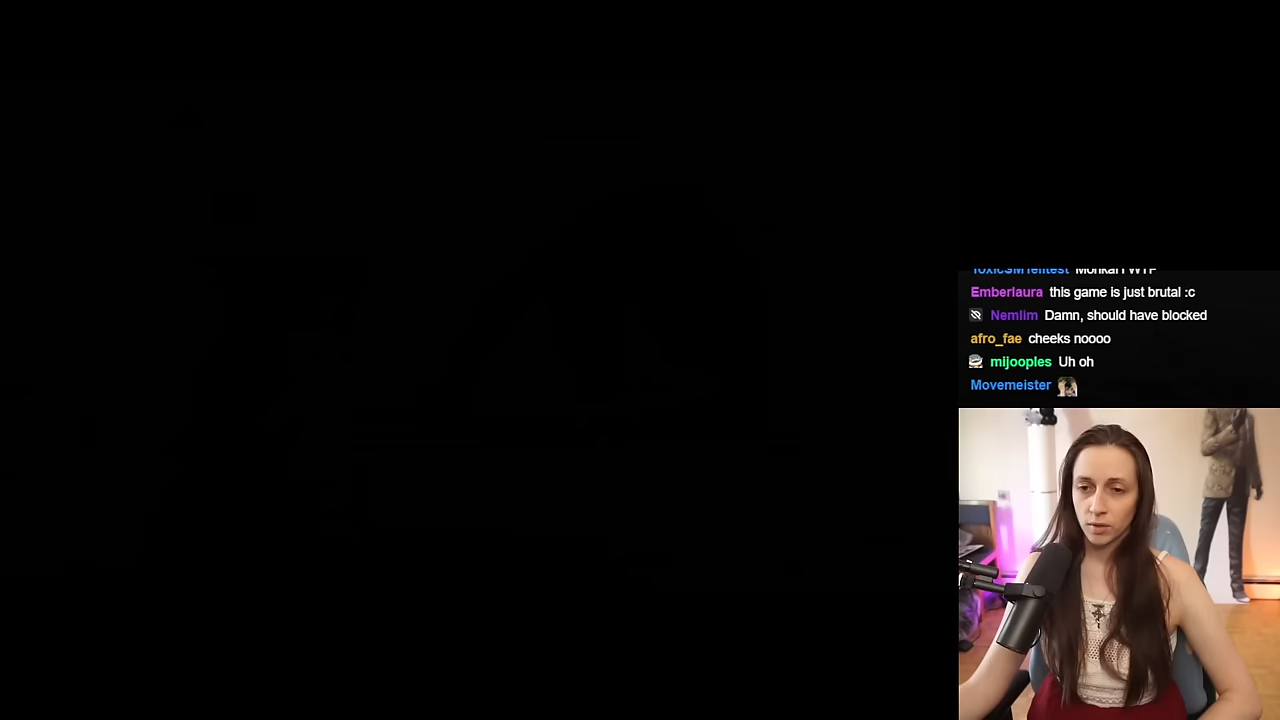 Emberlaura this game is just brutal :c
Nemlim Damn, should have blocked
afro_fae cheeks noooo
mijooples Uh oh
Movemeister